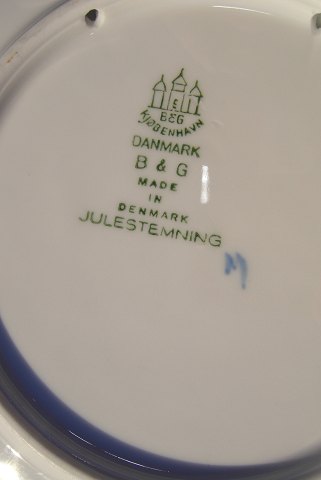 B&G
KJØBENHAVN
DANMARK
B & G
MADE
IN
DENMARK
JULESTEMNING